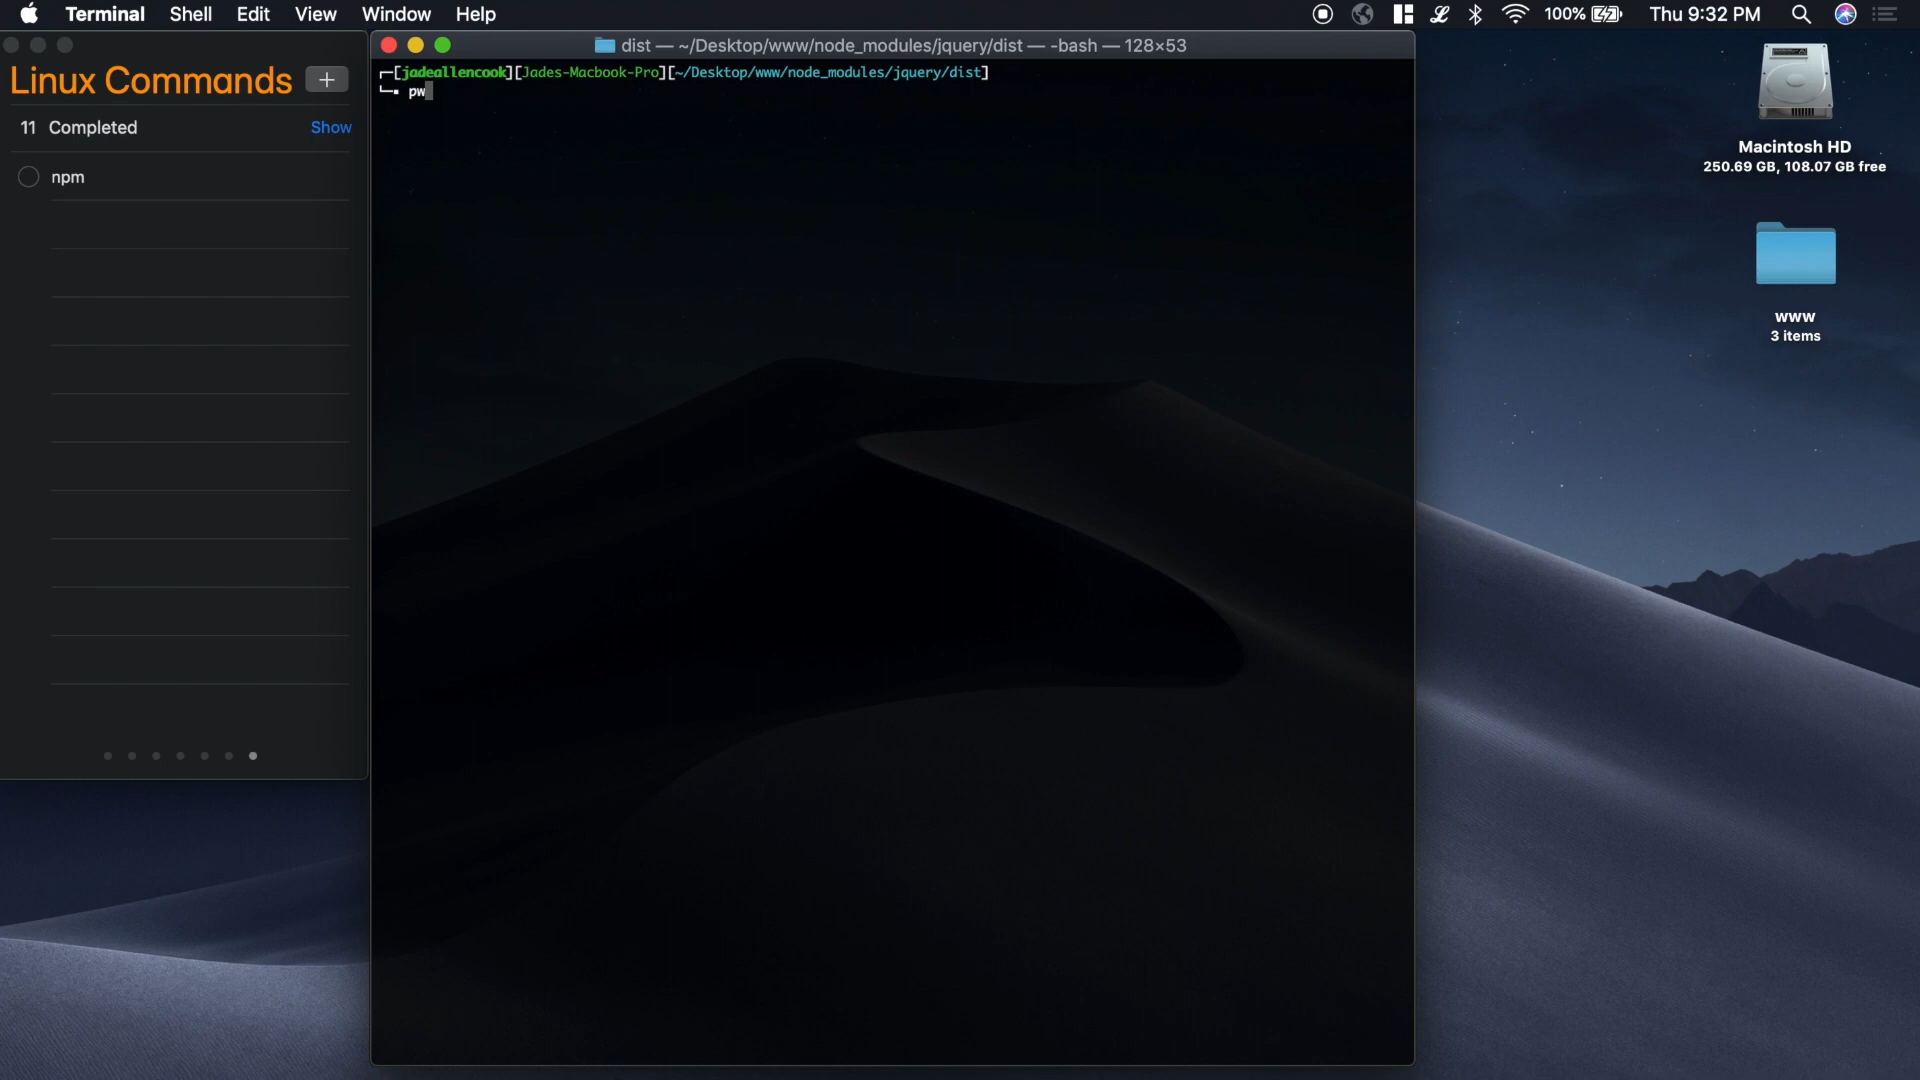 Terminal Shell Edit View Window Help 100% Thu 9:32 PM
dist — ~/Desktop/www/node_modules/jquery/dist — -bash — 128×53
Linux Commands +
11 Completed Show
npm
[jadeallencook][Jades-Macbook-Pro][~/Desktop/www/node_modules/jquery/dist]
pw
Macintosh HD
250.69 GB, 108.07 GB free
www
3 items